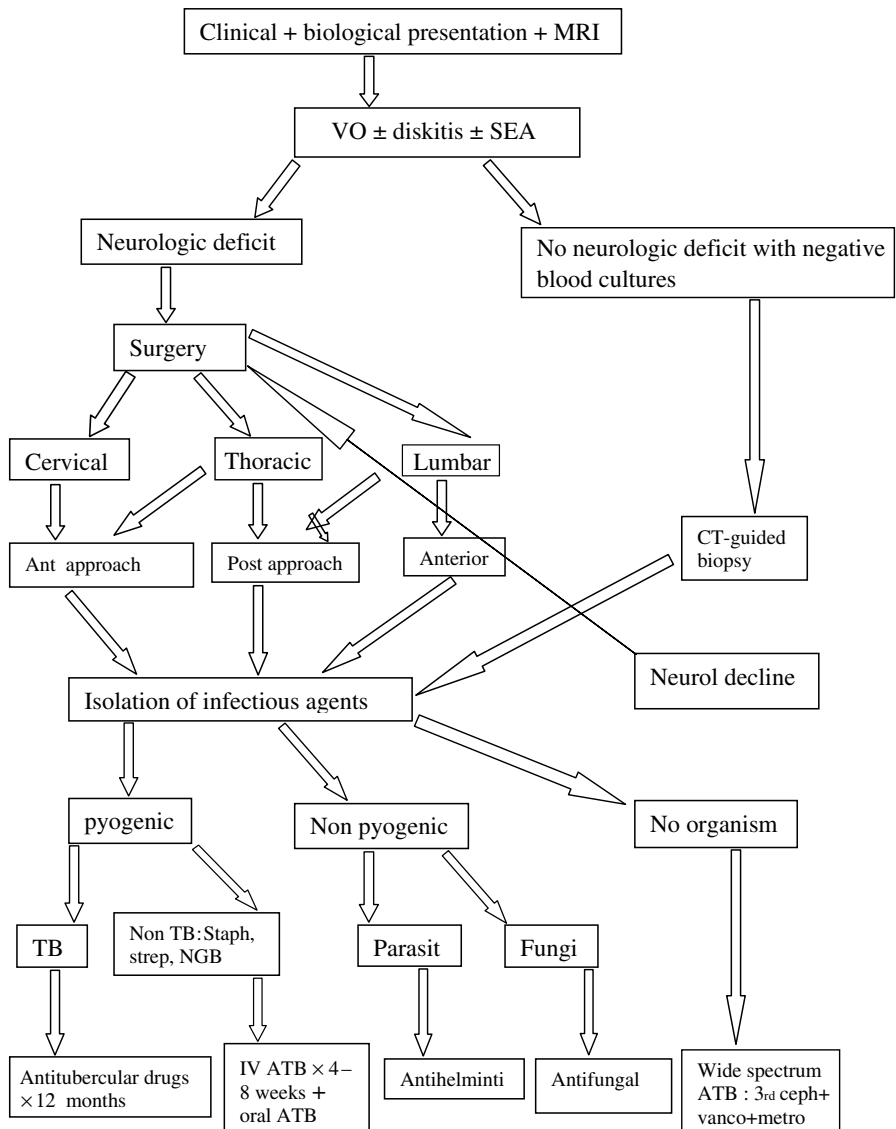 Clinical + biological presentation + MRI
VO ± diskitis ± SEA
Neurologic deficit
No neurologic deficit with negative
blood cultures
Surgery
Cervical
Thoracic
Lumbar
Ant approach
Post approach
Anterior
CT-guided
biopsy
Neurol decline
Isolation of infectious agents
pyogenic
Non pyogenic
No organism
TB
Non TB:Staph,
strep, NGB
Parasit
Fungi
Antitubercular drugs
×12 months
IV ATB × 4–
8 weeks +
oral ATB
Antihelminti
Antifungal
Wide spectrum
ATB : 3rd ceph+
vanco+metro